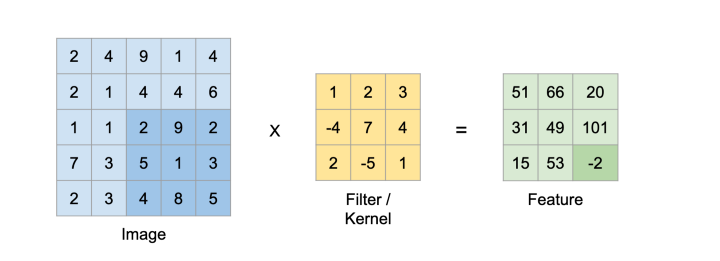 2 4 9 1 4
2 1 4 4 6
1 1 2 9 2
7 3 5 1 3
2 3 4 8 5
Image
x
1 2 3
-4 7 4
2 -5 1
Filter /
Kernel
=
51 66 20
31 49 101
15 53 -2
Feature